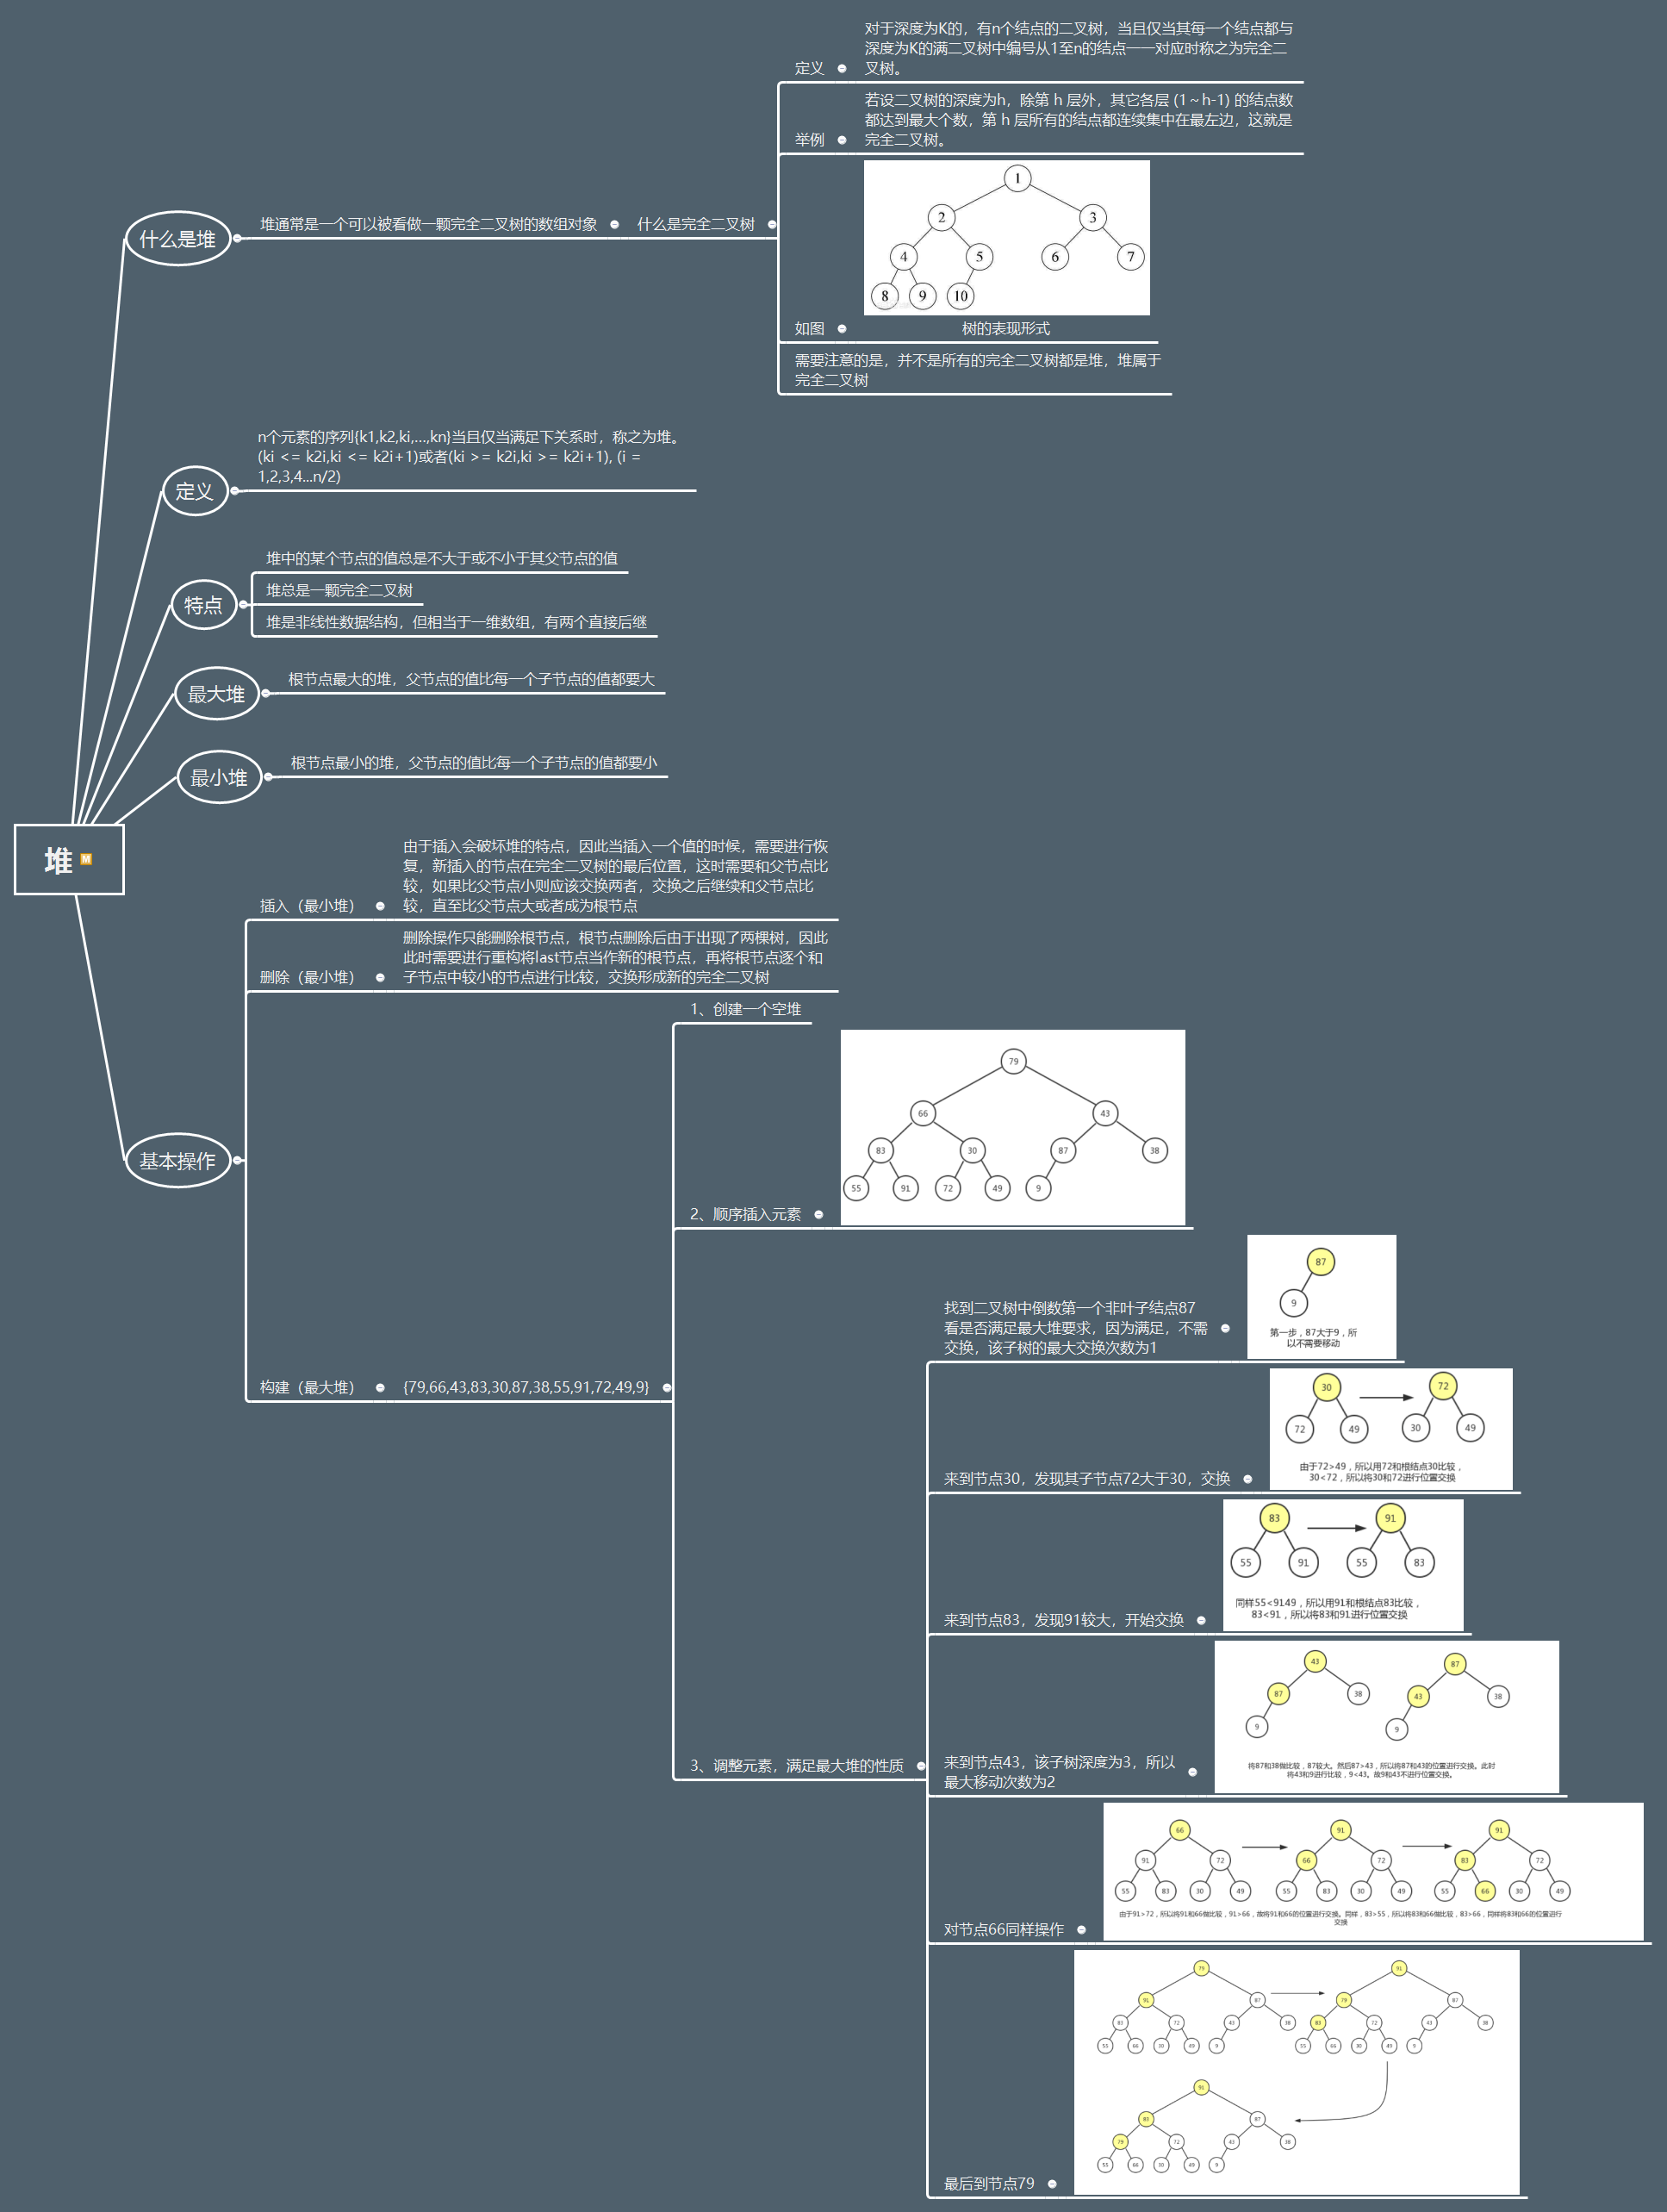 堆 M
什么是堆
堆通常是一个可以被看做一颗完全二叉树的数组对象
什么是完全二叉树
定义
对于深度为K的，有n个结点的二叉树，当且仅当其每一个结点都与
深度为K的满二叉树中编号从1至n的结点一一对应时称之为完全二
叉树。
举例
若设二叉树的深度为h，除第 h 层外，其它各层 (1～h-1) 的结点数
都达到最大个数，第 h 层所有的结点都连续集中在最左边，这就是
完全二叉树。
如图
1
2 3
4 5 6 7
8 9 10
树的表现形式
需要注意的是，并不是所有的完全二叉树都是堆，堆属于
完全二叉树
定义
n个元素的序列{k1,k2,ki,...,kn}当且仅当满足下关系时，称之为堆。
(ki <= k2i,ki <= k2i+1)或者(ki >= k2i,ki >= k2i+1), (i =
1,2,3,4...n/2)
特点
堆中的某个节点的值总是不大于或不小于其父节点的值
堆总是一颗完全二叉树
堆是非线性数据结构，但相当于一维数组，有两个直接后继
最大堆
根节点最大的堆，父节点的值比每一个子节点的值都要大
最小堆
根节点最小的堆，父节点的值比每一个子节点的值都要小
基本操作
插入（最小堆）
由于插入会破坏堆的特点，因此当插入一个值的时候，需要进行恢
复，新插入的节点在完全二叉树的最后位置，这时需要和父节点比
较，如果比父节点小则应该交换两者，交换之后继续和父节点比
较，直至比父节点大或者成为根节点
删除（最小堆）
删除操作只能删除根节点，根节点删除后由于出现了两棵树，因此
此时需要进行重构将last节点当作新的根节点，再将根节点逐个和
子节点中较小的节点进行比较，交换形成新的完全二叉树
构建（最大堆）
{79,66,43,83,30,87,38,55,91,72,49,9}
1、创建一个空堆
2、顺序插入元素
79
66 43
83 30 87 38
55 91 72 49 9
3、调整元素，满足最大堆的性质
找到二叉树中倒数第一个非叶子结点87
看是否满足最大堆要求，因为满足，不需
交换，该子树的最大交换次数为1
87
9
第一步，87大于9，所
以不需要移动
来到节点30，发现其子节点72大于30，交换
30 72
72 49 30 49
由于72>49，所以用72和根结点30比较，
30<72，所以将30和72进行位置交换
来到节点83，发现91较大，开始交换
83 91
55 91 55 83
同样55<9149，所以用91和根结点83比较，
83<91，所以将83和91进行位置交换
来到节点43，该子树深度为3，所以
最大移动次数为2
43 87
87 38 43 38
9 9
将87和38做比较，87较大。然后87>43，所以将87和43的位置进行交换。此时
将43和9进行比较，9<43。故9和43不进行位置交换。
对节点66同样操作
66 91 91
91 72 66 72 83 72
55 83 30 49 55 83 30 49 55 66 30 49
由于91>72，所以将91和66做比较，91>66，故将91和66的位置进行交换。同样，83>55，所以将83和66做比较，83>66，同样将83和66的位置进行
交换
最后到节点79
79 91
91 87 79 87
83 72 43 38 83 72 43 38
55 66 30 49 9 55 66 30 49 9
91
83 87
79 72 43 38
55 66 30 49 9